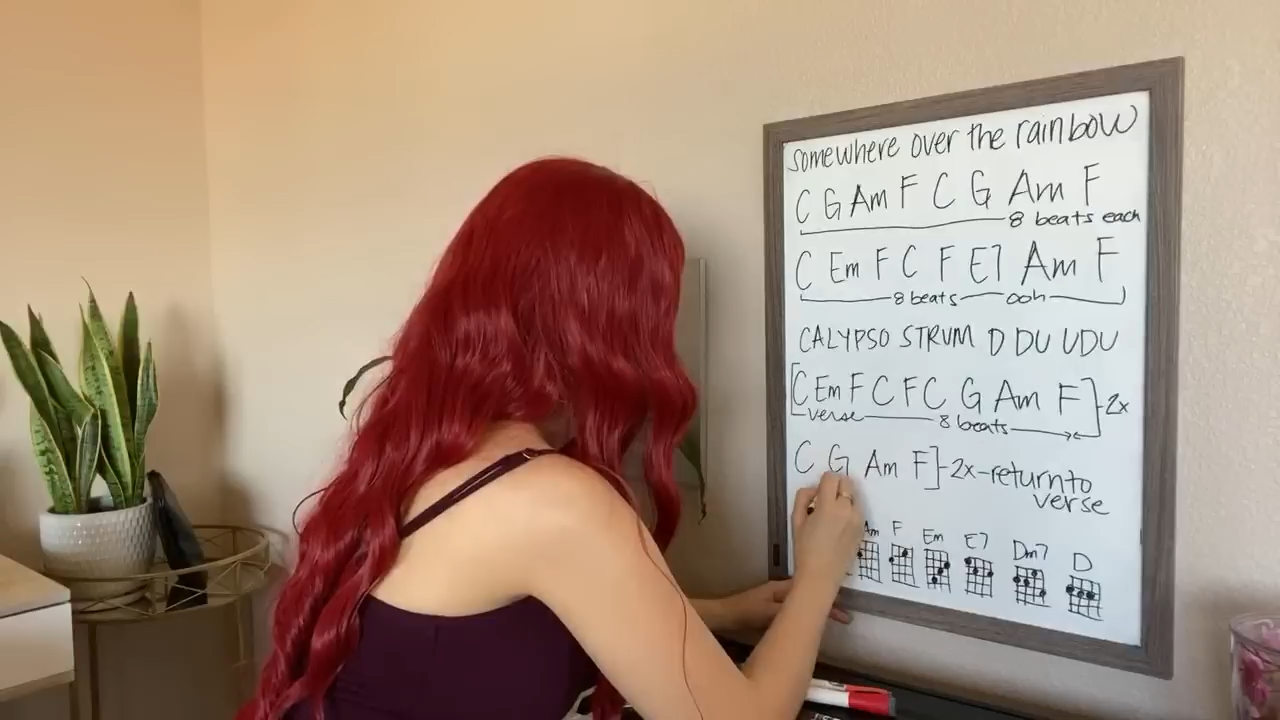 somewhere over the rainbow
C G Am F C G Am F
8 beats each
C Em F C F E7 Am F
8 beats ooh
CALYPSO STRUM D DU UDU
[C Em F C F C G Am F] 2x
verse 8 beats
C G Am F] -2x-return to
verse
Am F Em E7 Dm7 D